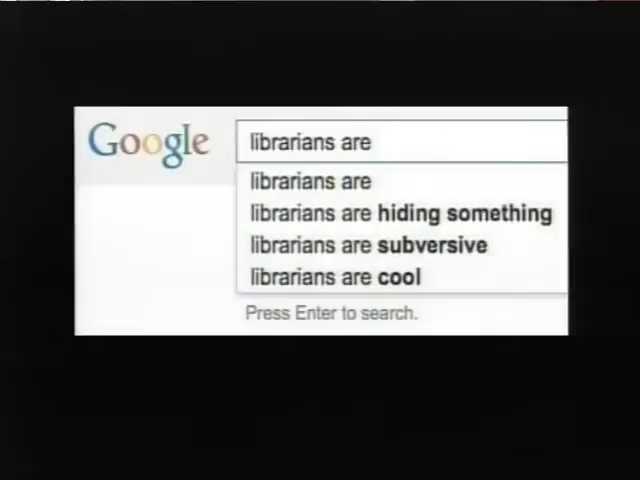 Google
librarians are
librarians are
librarians are hiding something
librarians are subversive
librarians are cool
Press Enter to search.